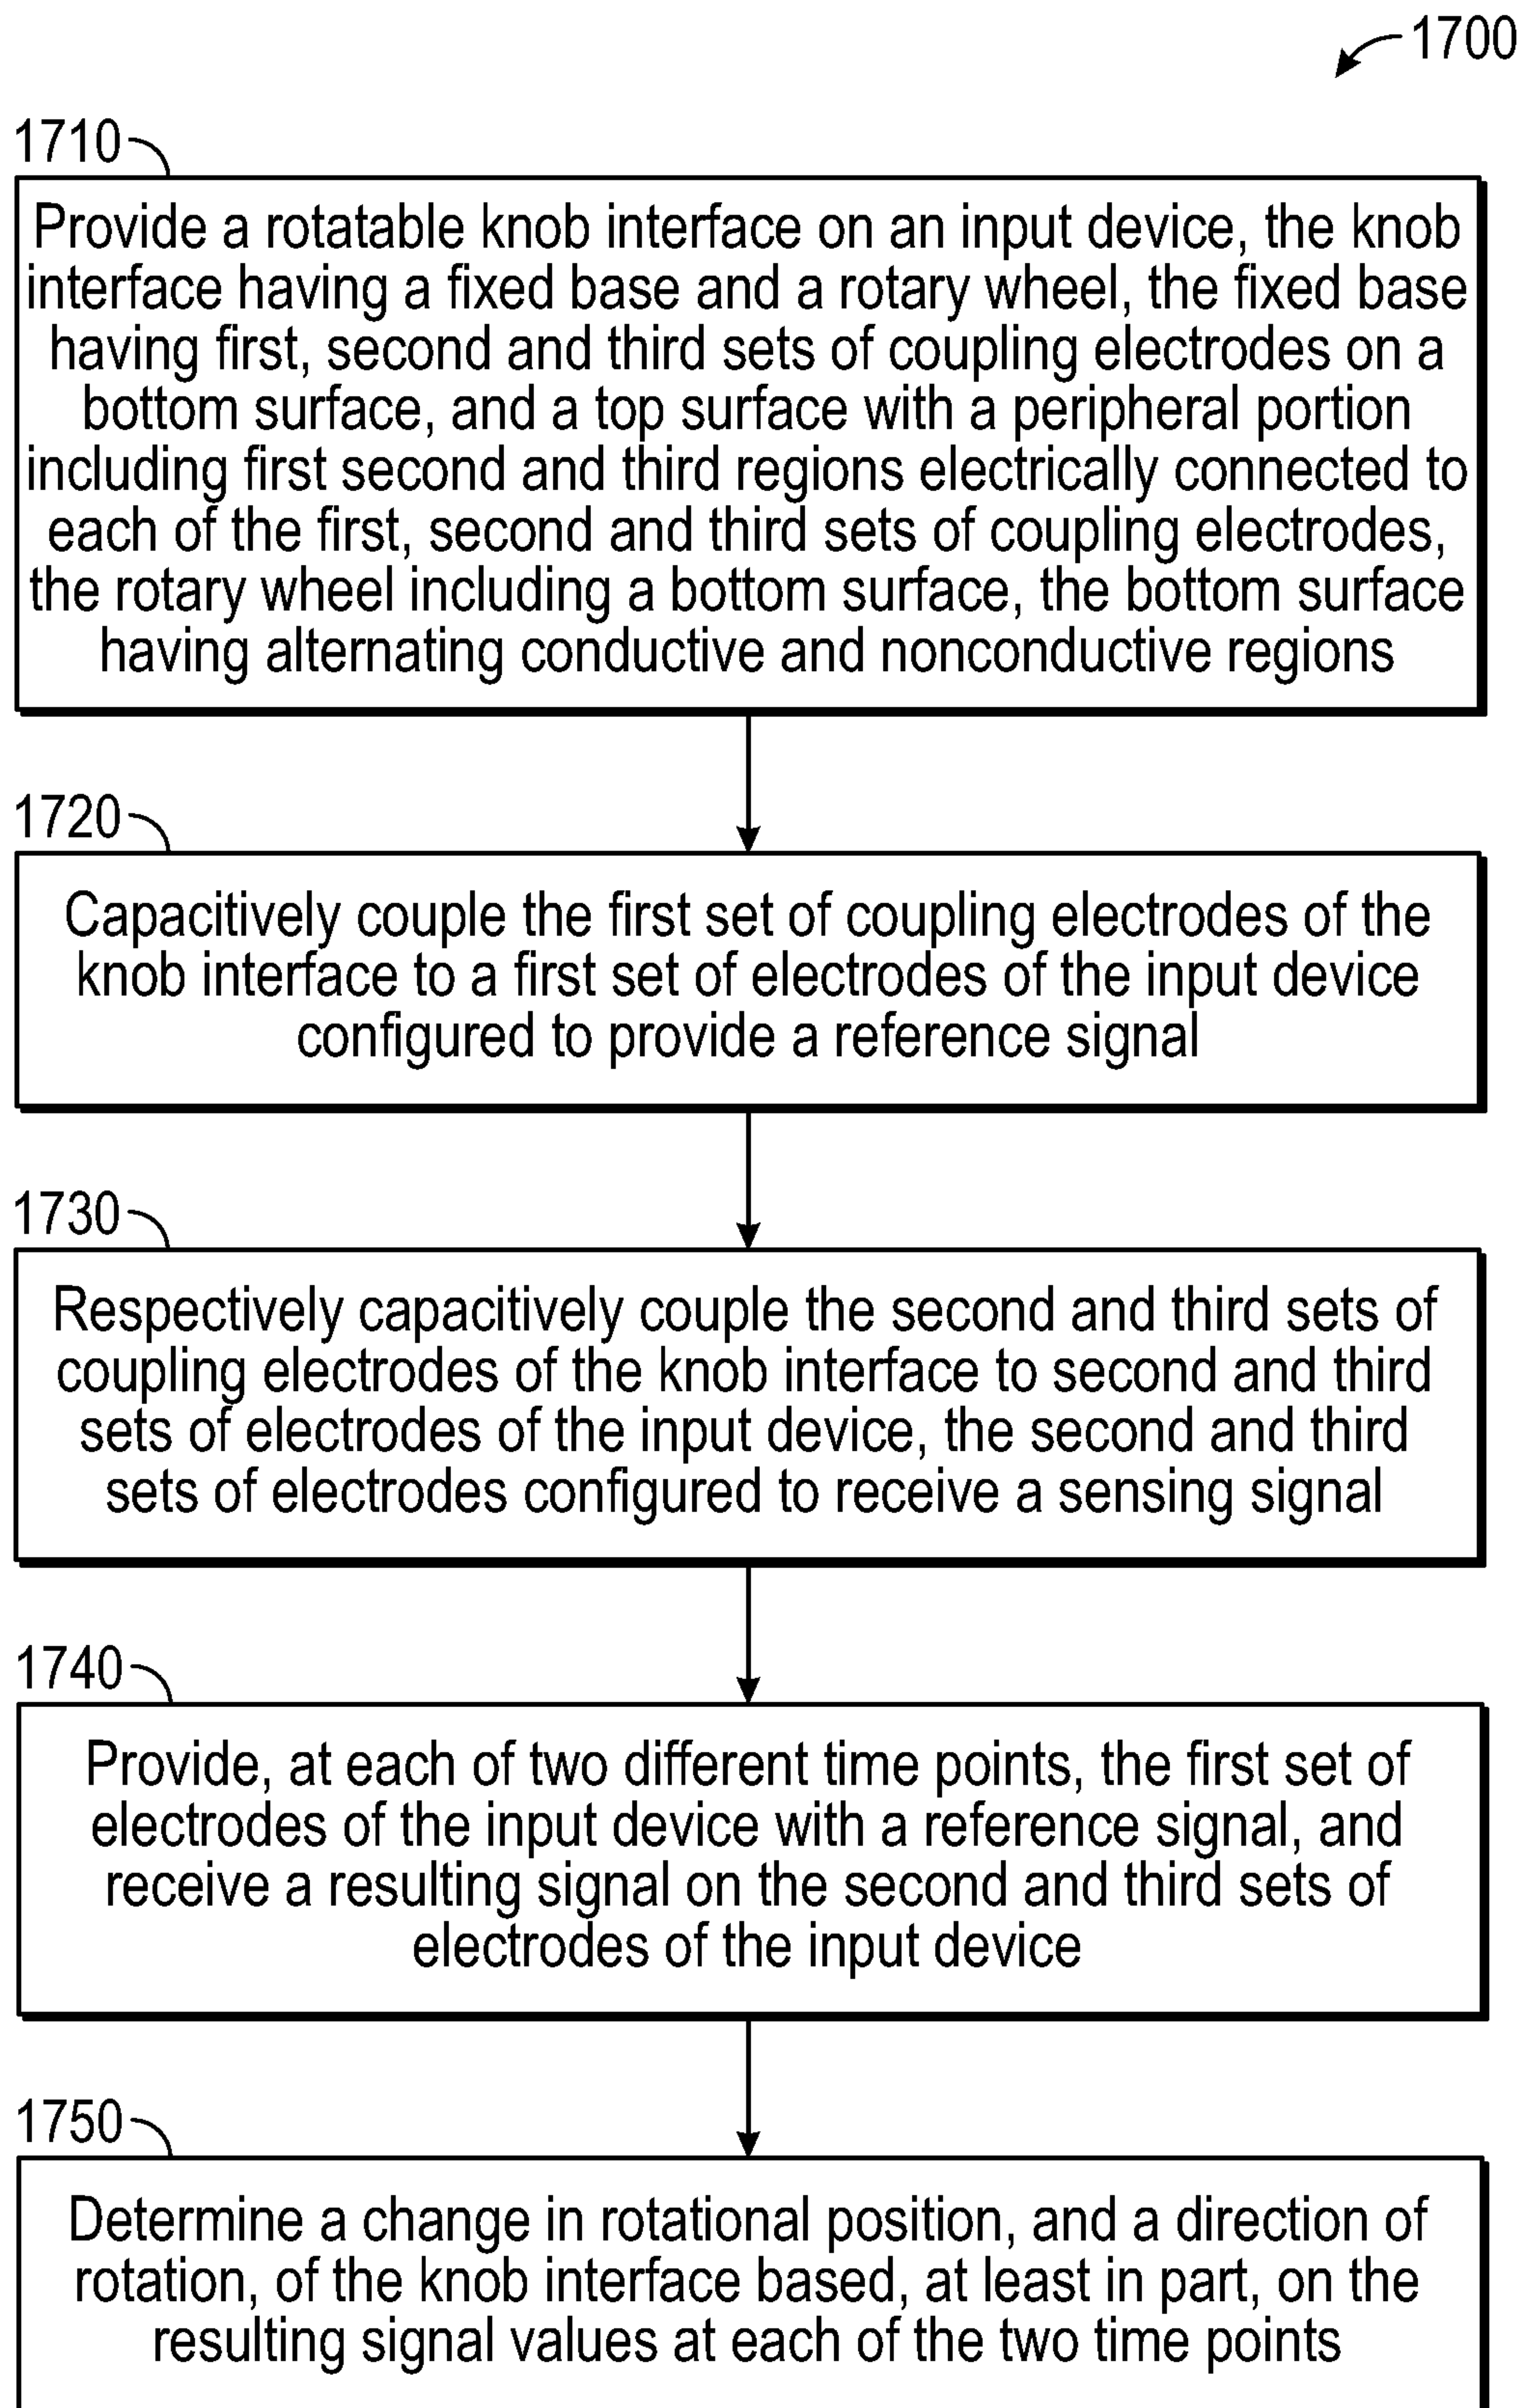 1700
1710
Provide a rotatable knob interface on an input device, the knob
interface having a fixed base and a rotary wheel, the fixed base
having first, second and third sets of coupling electrodes on a
bottom surface, and a top surface with a peripheral portion
including first second and third regions electrically connected to
each of the first, second and third sets of coupling electrodes,
the rotary wheel including a bottom surface, the bottom surface
having alternating conductive and nonconductive regions
1720
Capacitively couple the first set of coupling electrodes of the
knob interface to a first set of electrodes of the input device
configured to provide a reference signal
1730
Respectively capacitively couple the second and third sets of
coupling electrodes of the knob interface to second and third
sets of electrodes of the input device, the second and third
sets of electrodes configured to receive a sensing signal
1740
Provide, at each of two different time points, the first set of
electrodes of the input device with a reference signal, and
receive a resulting signal on the second and third sets of
electrodes of the input device
1750
Determine a change in rotational position, and a direction of
rotation, of the knob interface based, at least in part, on the
resulting signal values at each of the two time points